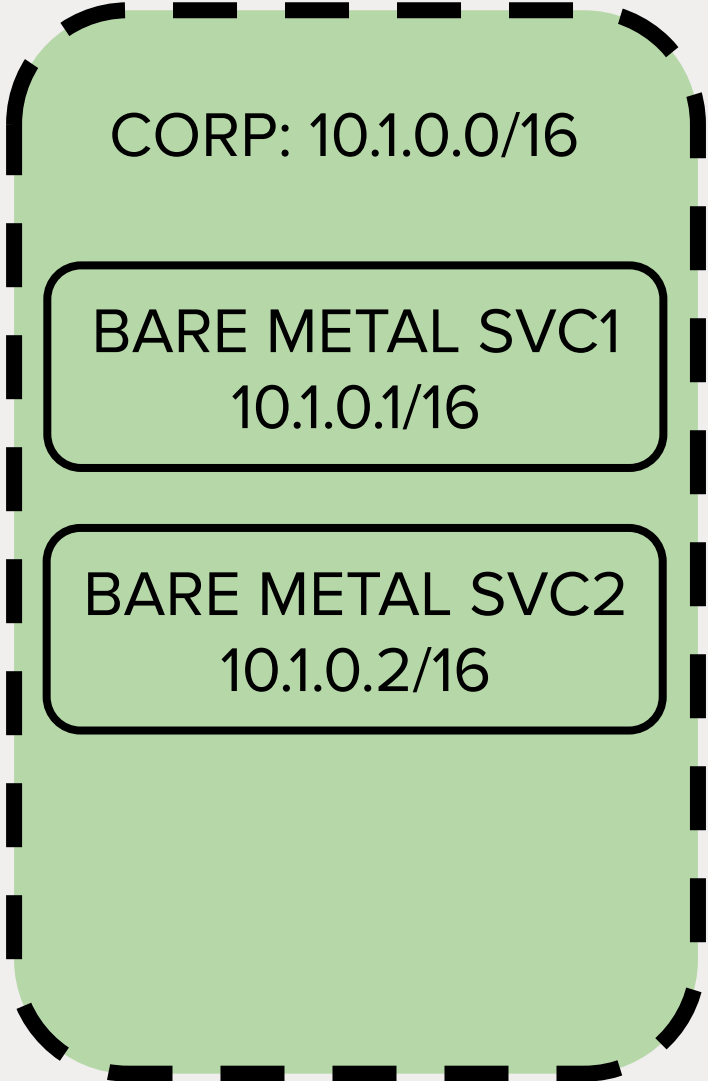 CORP: 10.1.0.0/16
BARE METAL SVC1
10.1.0.1/16
BARE METAL SVC2
10.1.0.2/16